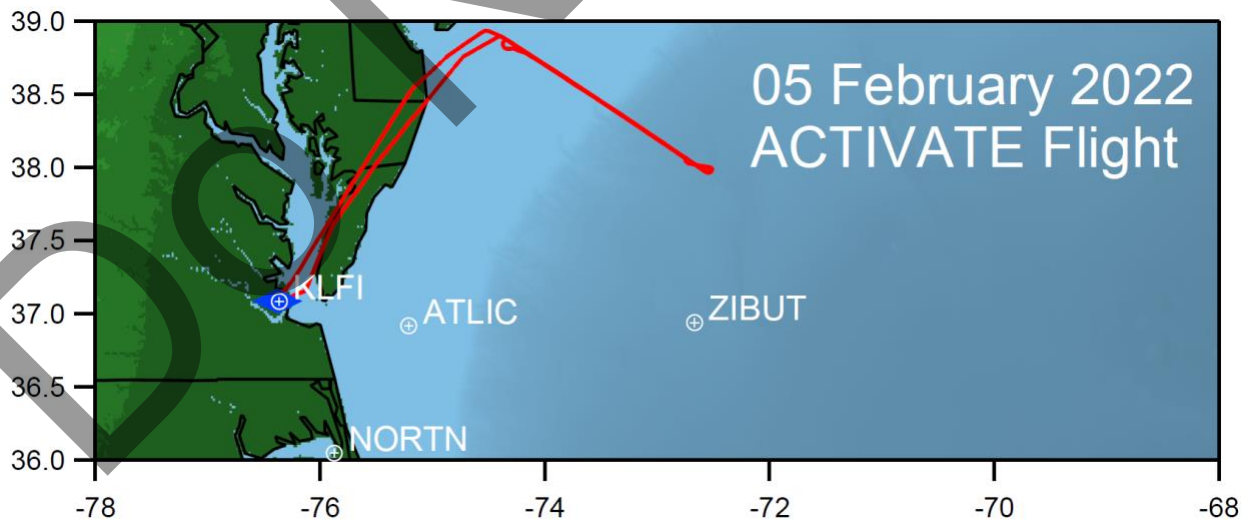 39.0
38.5
38.0
37.5
37.0
36.5
36.0
05 February 2022
ACTIVATE Flight
KLFI
ATLIC
ZIBUT
NORTN
-78 -76 -74 -72 -70 -68